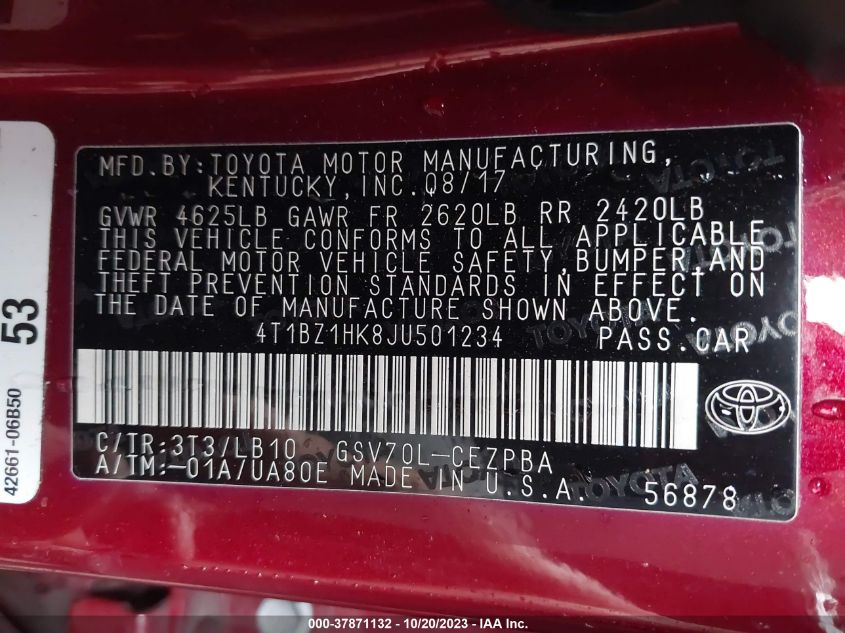 MFD.BY:TOYOTA MOTOR MANUFACTURING,
KENTUCKY,INC.08/17
GVWR 4625LB GAWR FR 2620LB RR 2420LB
THIS VEHICLE CONFORMS TO ALL APPLICABLE
FEDERAL MOTOR VEHICLE SAFETY,BUMPER,AND
THEFT PREVENTION STANDARDS IN EFFECT ON
THE DATE OF MANUFACTURE SHOWN ABOVE.
4T1BZ1HK8JU501234 PASS.CAR
C/TR:3T3/LB10 GSV70L-CEZPBA
A/TM:-01A/UA80E MADE IN U.S.A. 56878
TOYOTA
42661-06B50
53
000-37871132 - 10/20/2023 - IAA Inc.